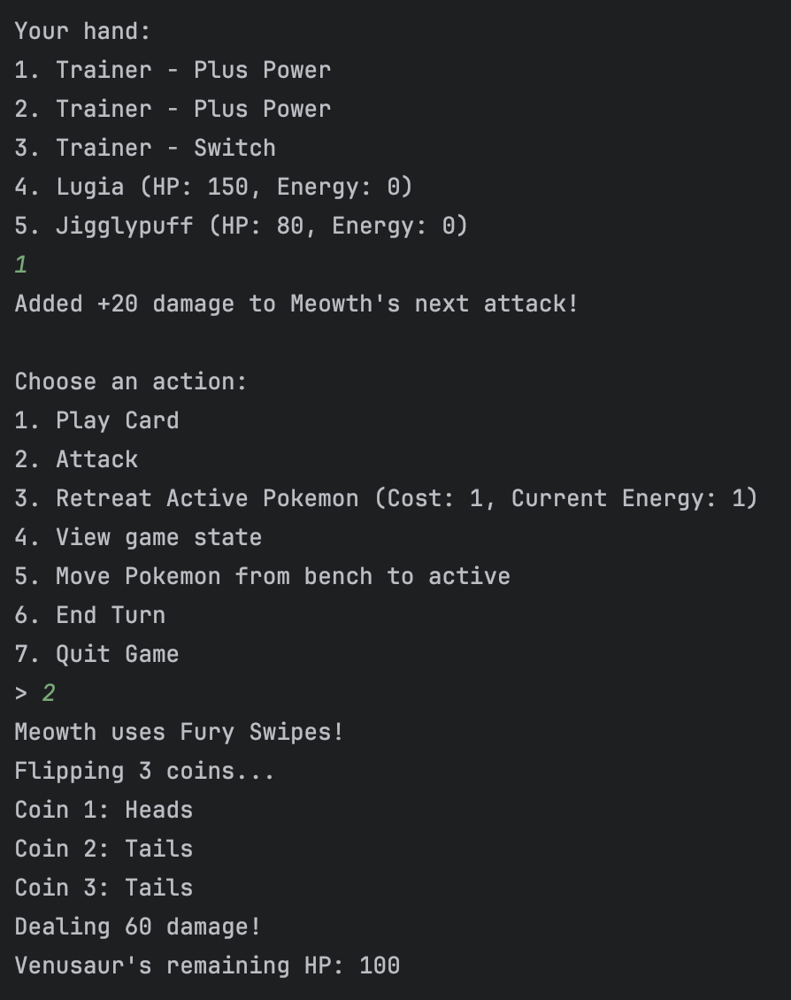 Your hand:
1. Trainer - Plus Power
2. Trainer - Plus Power
3. Trainer - Switch
4. Lugia (HP: 150, Energy: 0)
5. Jigglypuff (HP: 80, Energy: 0)
1
Added +20 damage to Meowth's next attack!
Choose an action:
1. Play Card
2. Attack
3. Retreat Active Pokemon (Cost: 1, Current Energy: 1)
4. View game state
5. Move Pokemon from bench to active
6. End Turn
7. Quit Game
> 2
Meowth uses Fury Swipes!
Flipping 3 coins...
Coin 1: Heads
Coin 2: Tails
Coin 3: Tails
Dealing 60 damage!
Venusaur's remaining HP: 100